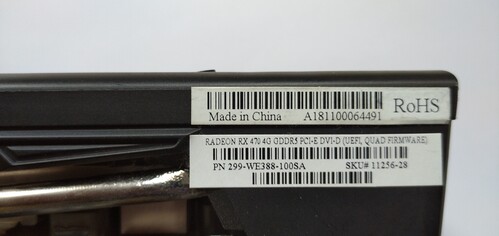 Made in China A181100064491 RoHS
RADEON RX 470 4G GDDR5 PCI-E DVI-D (UEFI, QUAD FIRMWARE)
PN 299-WE388-100SA SKU# 11256-28